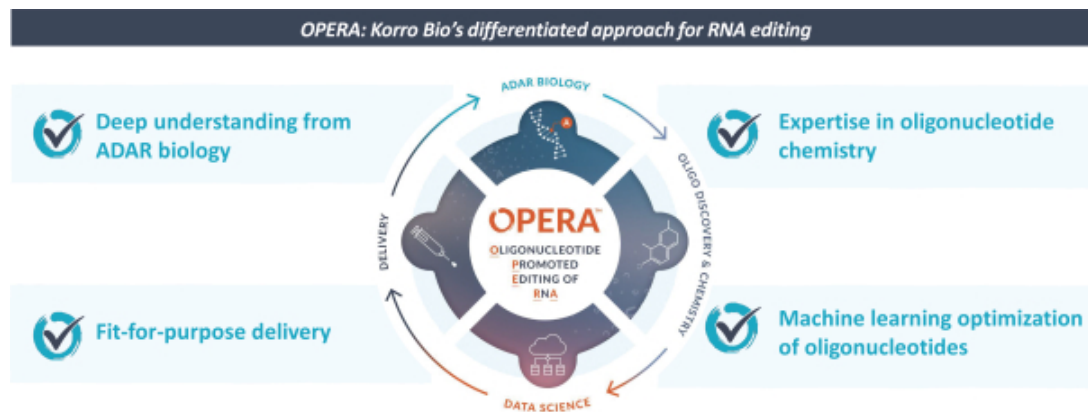 OPERA: Korro Bio's differentiated approach for RNA editing
ADAR BIOLOGY
Deep understanding from
ADAR biology
A
Expertise in oligonucleotide
chemistry
DELIVERY
OPERA™
OLIGONUCLEOTIDE
PROMOTED
EDITING OF
RNA
OLIGO DISCOVERY & CHEMISTRY
Fit-for-purpose delivery
Machine learning optimization
of oligonucleotides
DATA SCIENCE